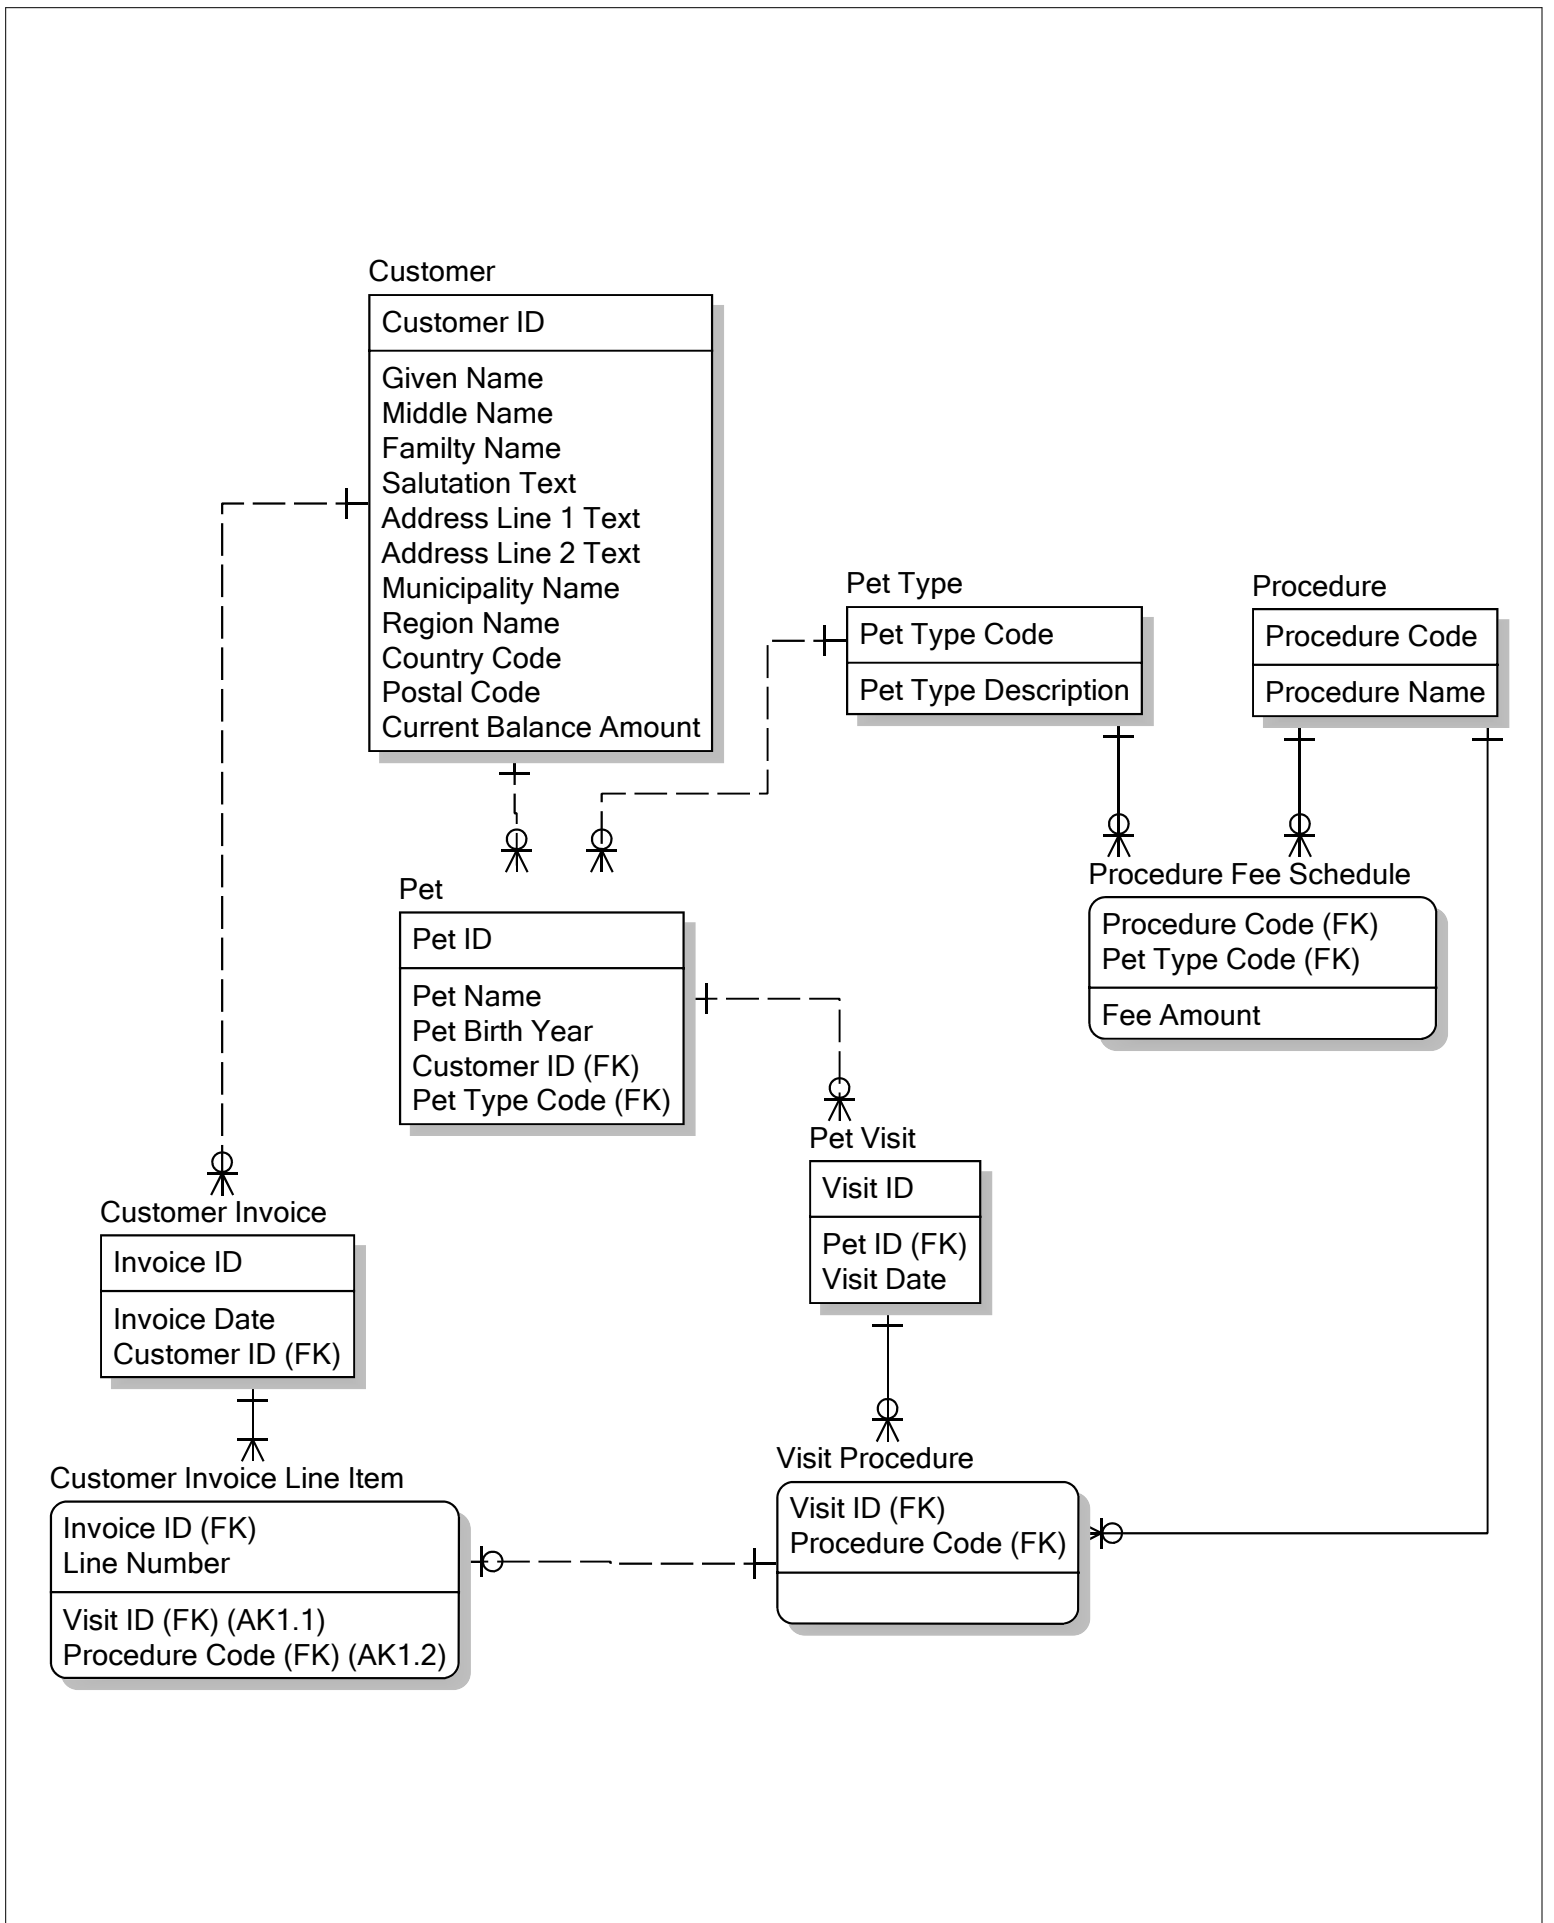 Customer
Customer ID
Given Name
Middle Name
Familty Name
Salutation Text
Address Line 1 Text
Address Line 2 Text
Municipality Name
Region Name
Country Code
Postal Code
Current Balance Amount
Pet Type
Pet Type Code
Pet Type Description
Procedure
Procedure Code
Procedure Name
Procedure Fee Schedule
Procedure Code (FK)
Pet Type Code (FK)
Fee Amount
Pet
Pet ID
Pet Name
Pet Birth Year
Customer ID (FK)
Pet Type Code (FK)
Pet Visit
Visit ID
Pet ID (FK)
Visit Date
Customer Invoice
Invoice ID
Invoice Date
Customer ID (FK)
Customer Invoice Line Item
Invoice ID (FK)
Line Number
Visit ID (FK) (AK1.1)
Procedure Code (FK) (AK1.2)
Visit Procedure
Visit ID (FK)
Procedure Code (FK)